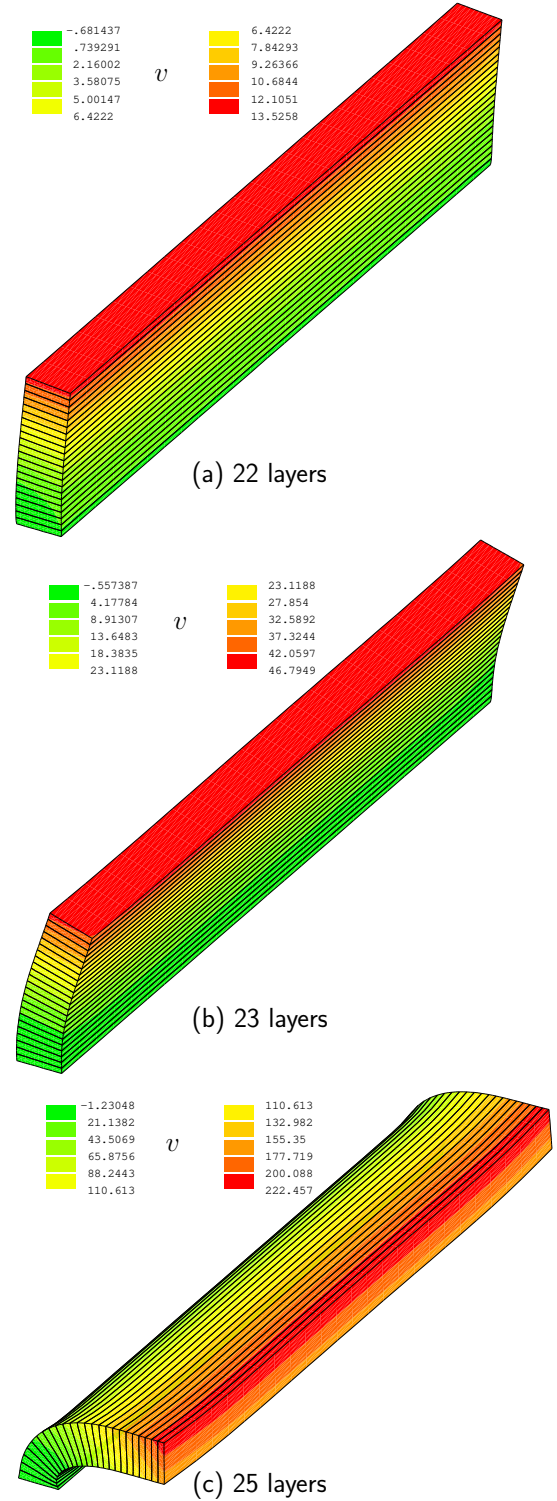 -.681437 6.4222
.739291 7.84293
2.16002 9.26366
3.58075 v 10.6844
5.00147 12.1051
6.4222 13.5258
(a) 22 layers
-.557387 23.1188
4.17784 27.854
8.91307 32.5892
13.6483 v 37.3244
18.3835 42.0597
23.1188 46.7949
(b) 23 layers
-1.23048 110.613
21.1382 132.982
43.5069 155.35
65.8756 v 177.719
88.2443 200.088
110.613 222.457
(c) 25 layers